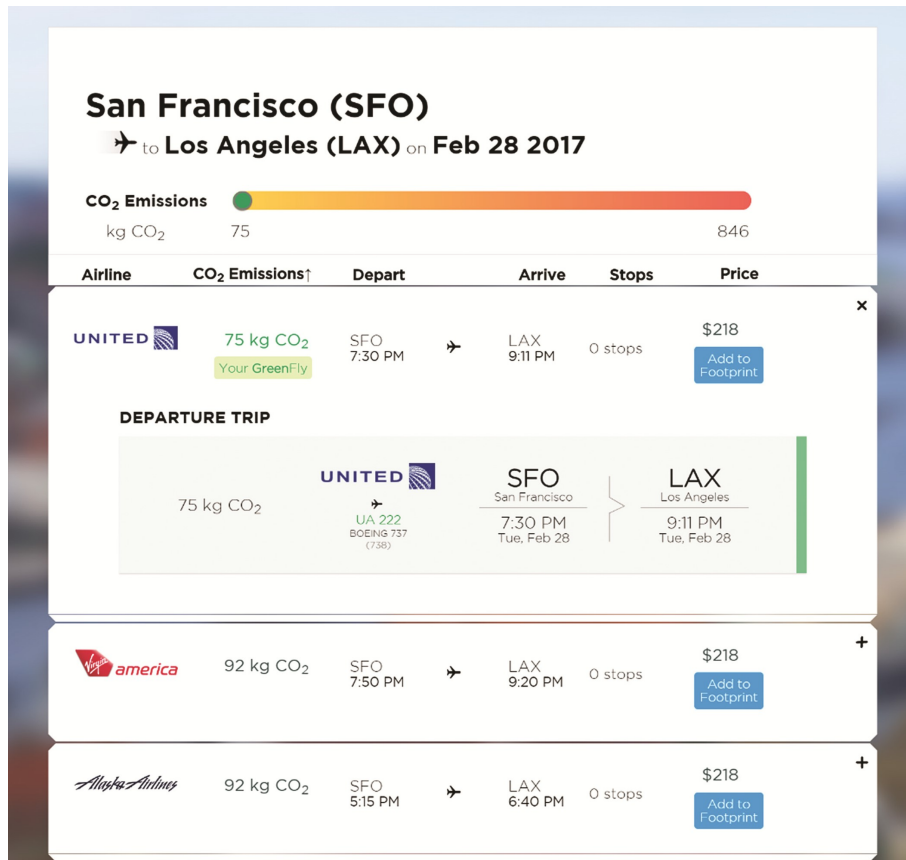 San Francisco (SFO)
to Los Angeles (LAX) on Feb 28 2017
CO₂ Emissions
kg CO₂ 75 846
Airline CO₂ Emissions↑ Depart Arrive Stops Price
×
UNITED 75 kg CO₂ SFO LAX 0 stops $218
Your GreenFly 7:30 PM 9:11 PM Add to
Footprint
DEPARTURE TRIP
75 kg CO₂
UNITED
UA 222
BOEING 737
(738)
SFO
San Francisco
7:30 PM
Tue, Feb 28
LAX
Los Angeles
9:11 PM
Tue, Feb 28
+
Virgin america 92 kg CO₂ SFO LAX 0 stops $218
7:50 PM 9:20 PM Add to
Footprint
+
Alaska Airlines 92 kg CO₂ SFO LAX 0 stops $218
5:15 PM 6:40 PM Add to
Footprint